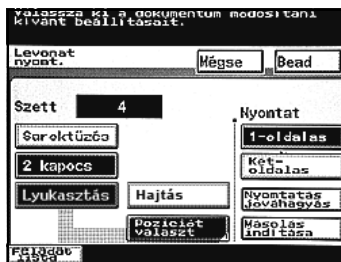 Válassza ki a dokumentum módosítani
kívánt beállításait.
Levonat
nyomt.
Mégse
Bead
Szett
4
Nyomtat
Saroktűzés
1-oldalas
2 kapocs
Két-
oldalas
Lyukasztás
Hajtás
Nyomtatás
jóváhagyás
Pozíciót
választ
Másolás
indítása
Feladat
lista